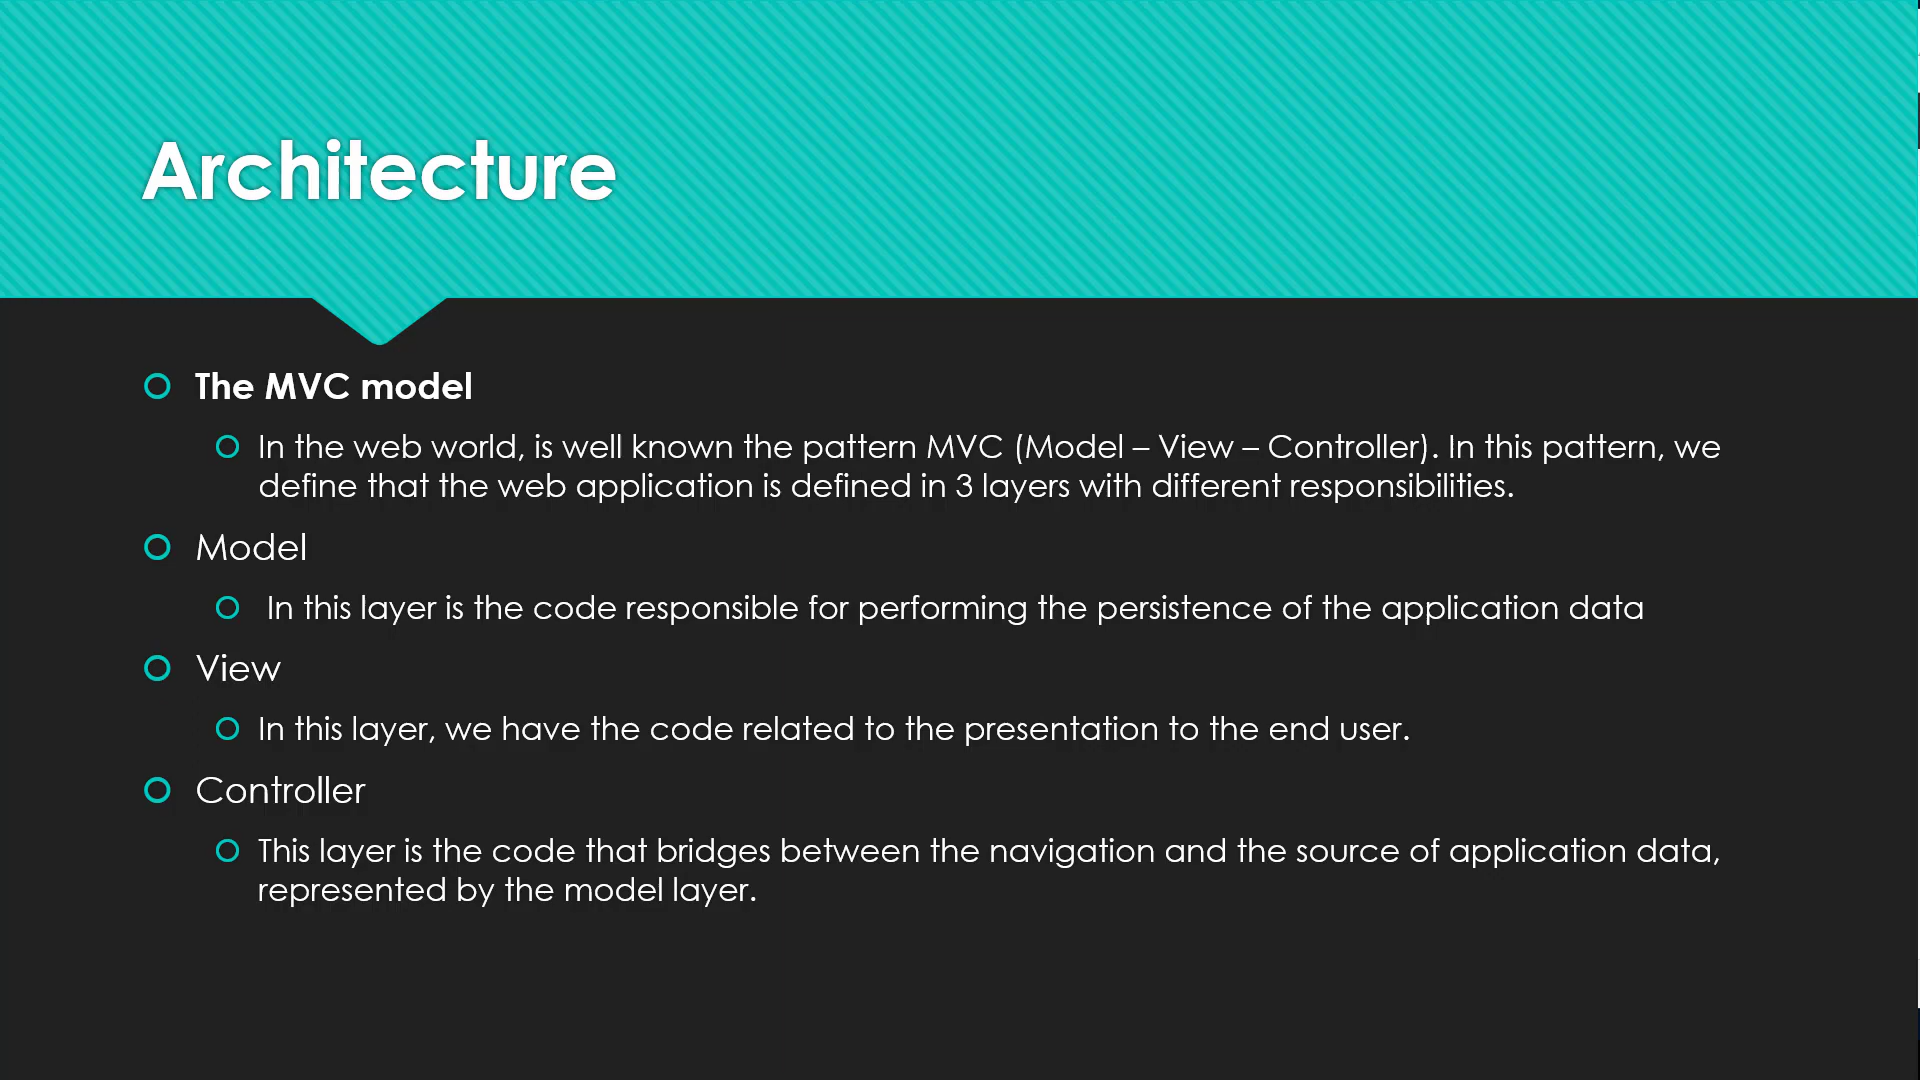 Architecture
The MVC model
In the web world, is well known the pattern MVC (Model – View – Controller). In this pattern, we
define that the web application is defined in 3 layers with different responsibilities.
Model
In this layer is the code responsible for performing the persistence of the application data
View
In this layer, we have the code related to the presentation to the end user.
Controller
This layer is the code that bridges between the navigation and the source of application data,
represented by the model layer.